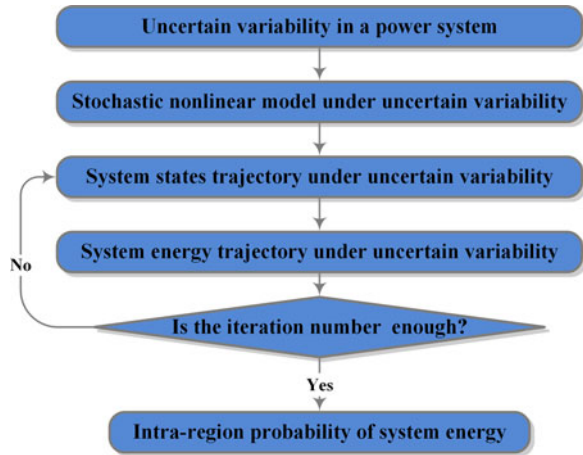 Uncertain variability in a power system
Stochastic nonlinear model under uncertain variability
System states trajectory under uncertain variability
System energy trajectory under uncertain variability
No
Is the iteration number enough?
Yes
Intra-region probability of system energy